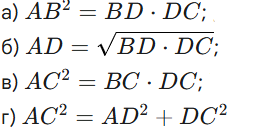 а) AB² = BD · DC;
б) AD = √BD · DC;
в) AC² = BC · DC;
г) AC² = AD² + DC²